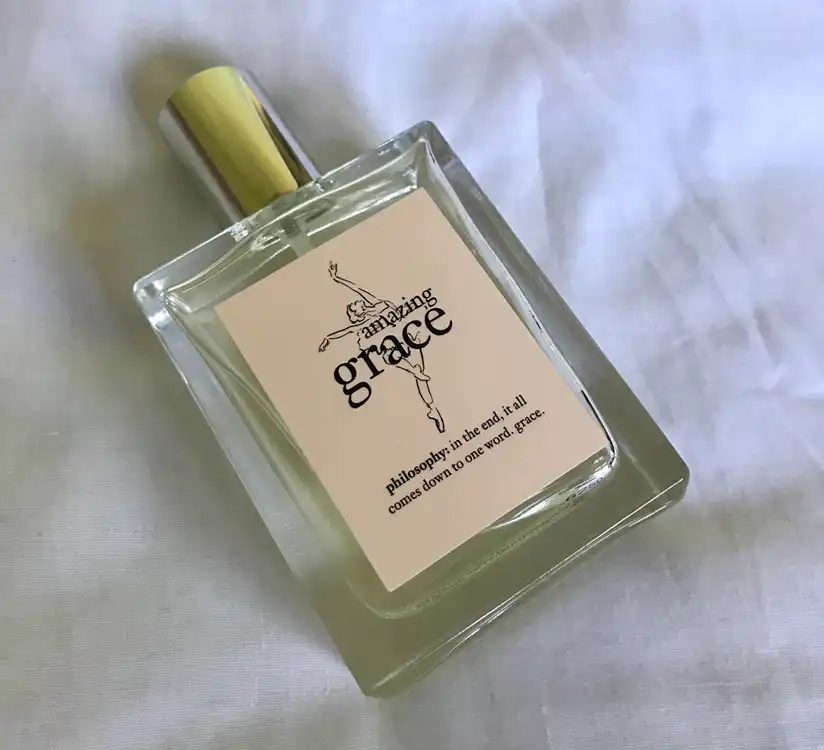 amazing
grace
philosophy: in the end, it all
comes down to one word. grace.